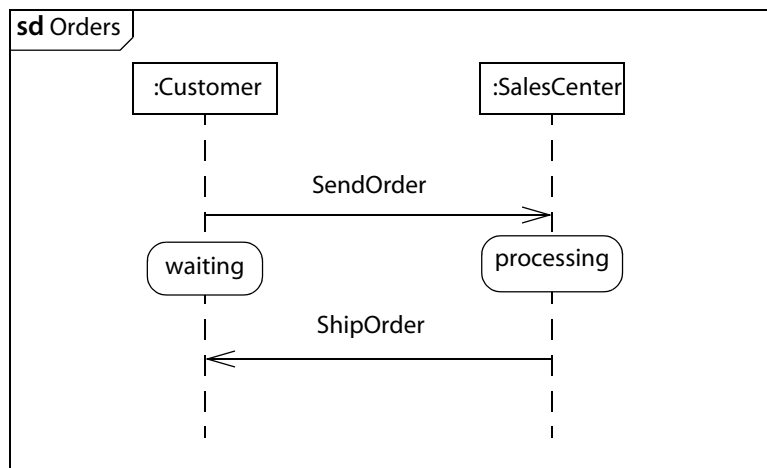 sd Orders
:Customer
:SalesCenter
SendOrder
waiting
processing
ShipOrder